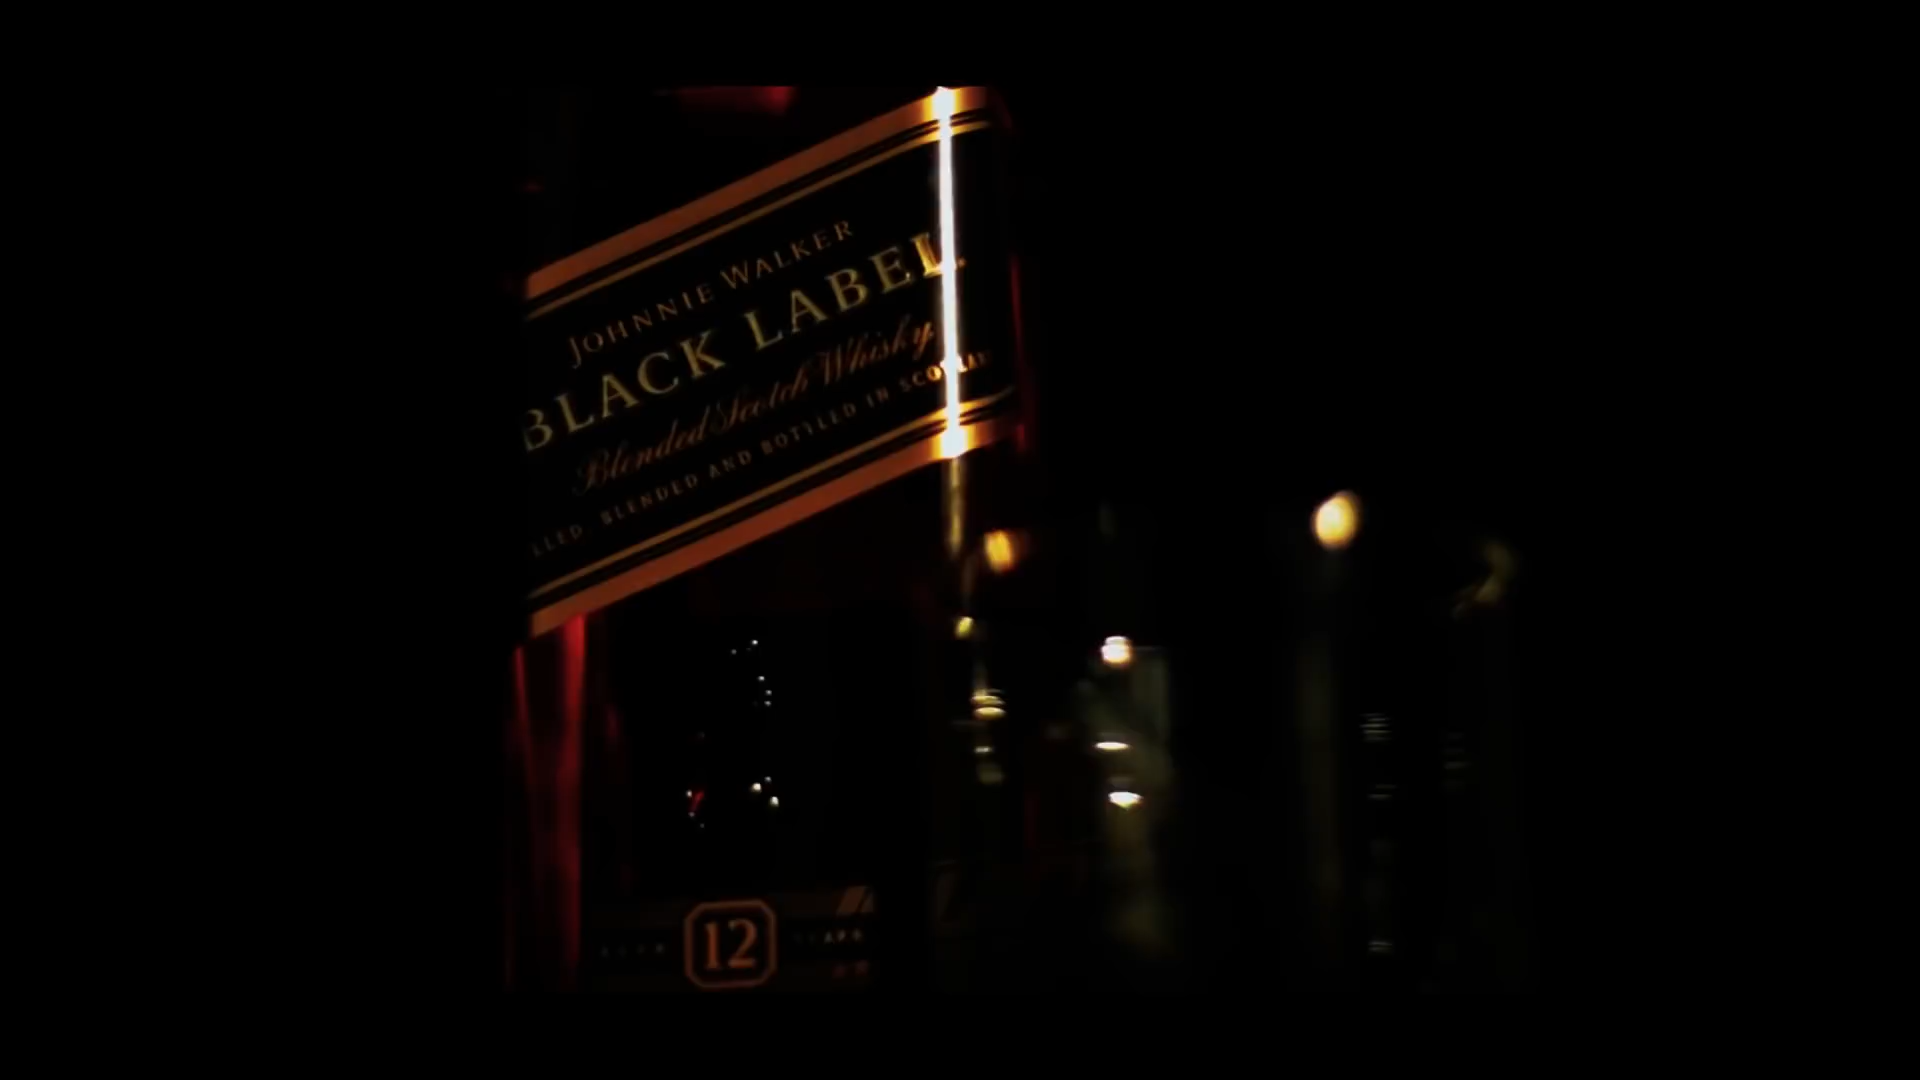 JOHNNIE WALKER
BLACK LABEL
Blended Scotch Whisky
BLENDED AND BOTTLED IN
12